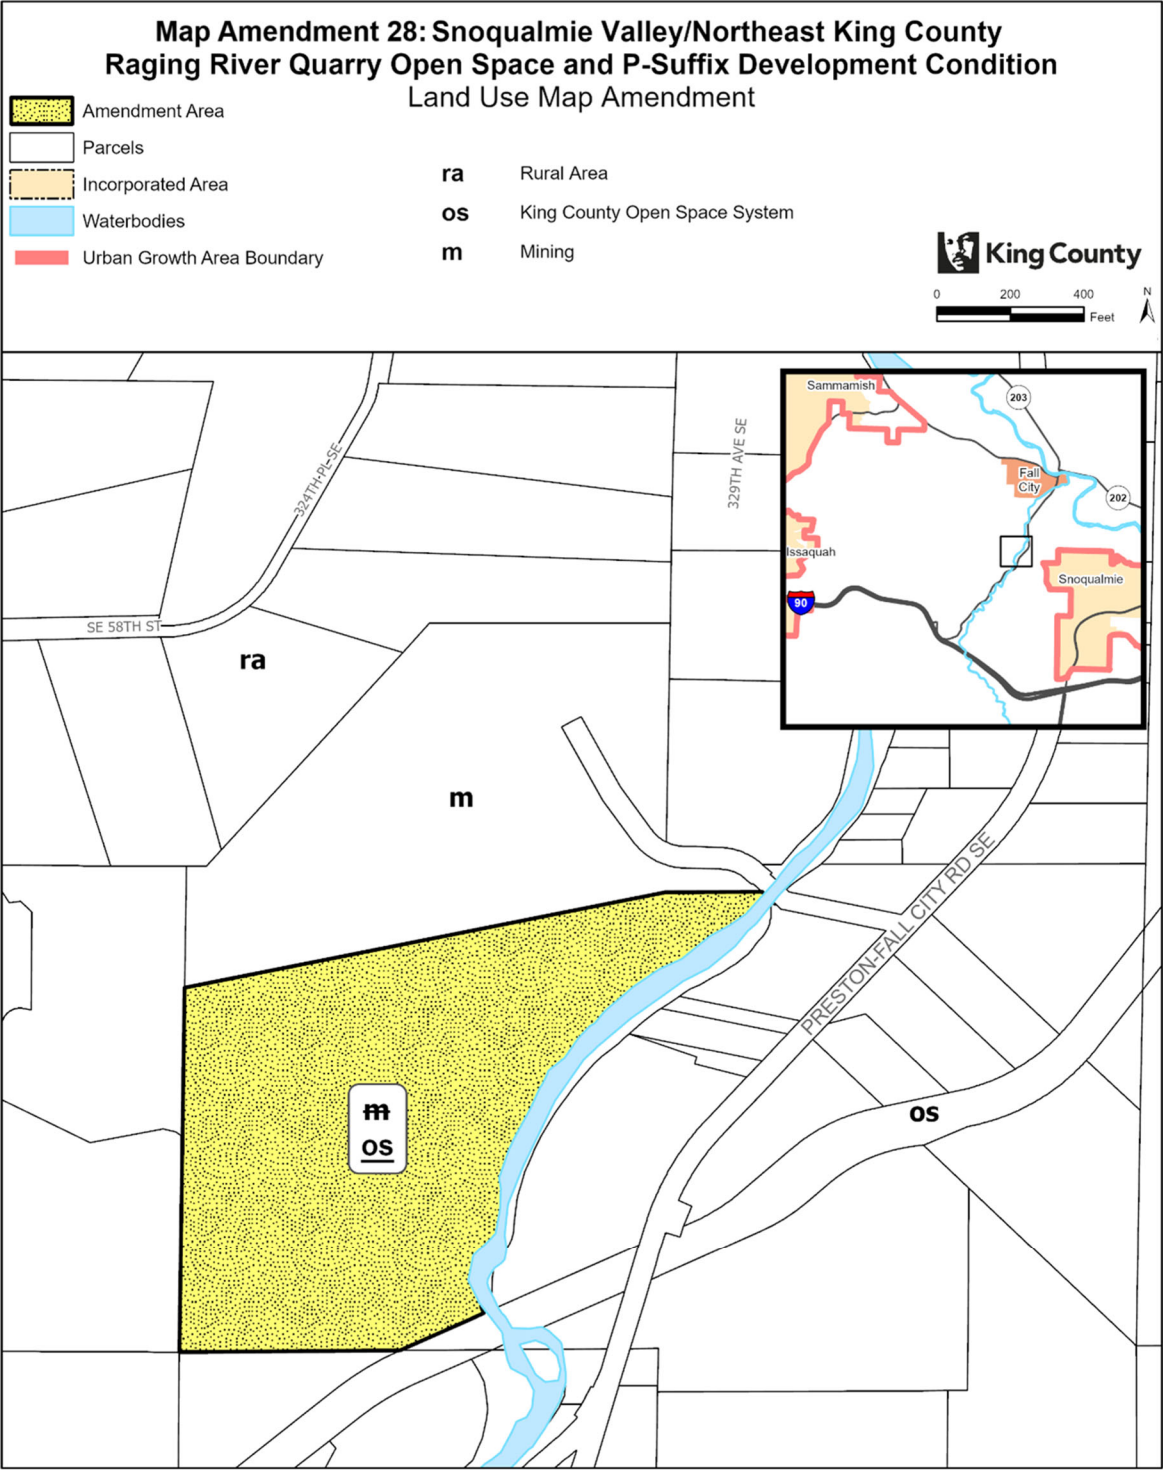 Map Amendment 28: Snoqualmie Valley/Northeast King County
Raging River Quarry Open Space and P-Suffix Development Condition
Land Use Map Amendment
Amendment Area
Parcels
Incorporated Area
Waterbodies
Urban Growth Area Boundary
ra Rural Area
os King County Open Space System
m Mining
King County
0 200 400
Feet
N
Sammamish
203
Fall
City
202
Issaquah
Snoqualmie
90
324TH PL SE
329TH AVE SE
SE 58TH ST
ra
m
PRESTON-FALL CITY RD SE
m
os
os